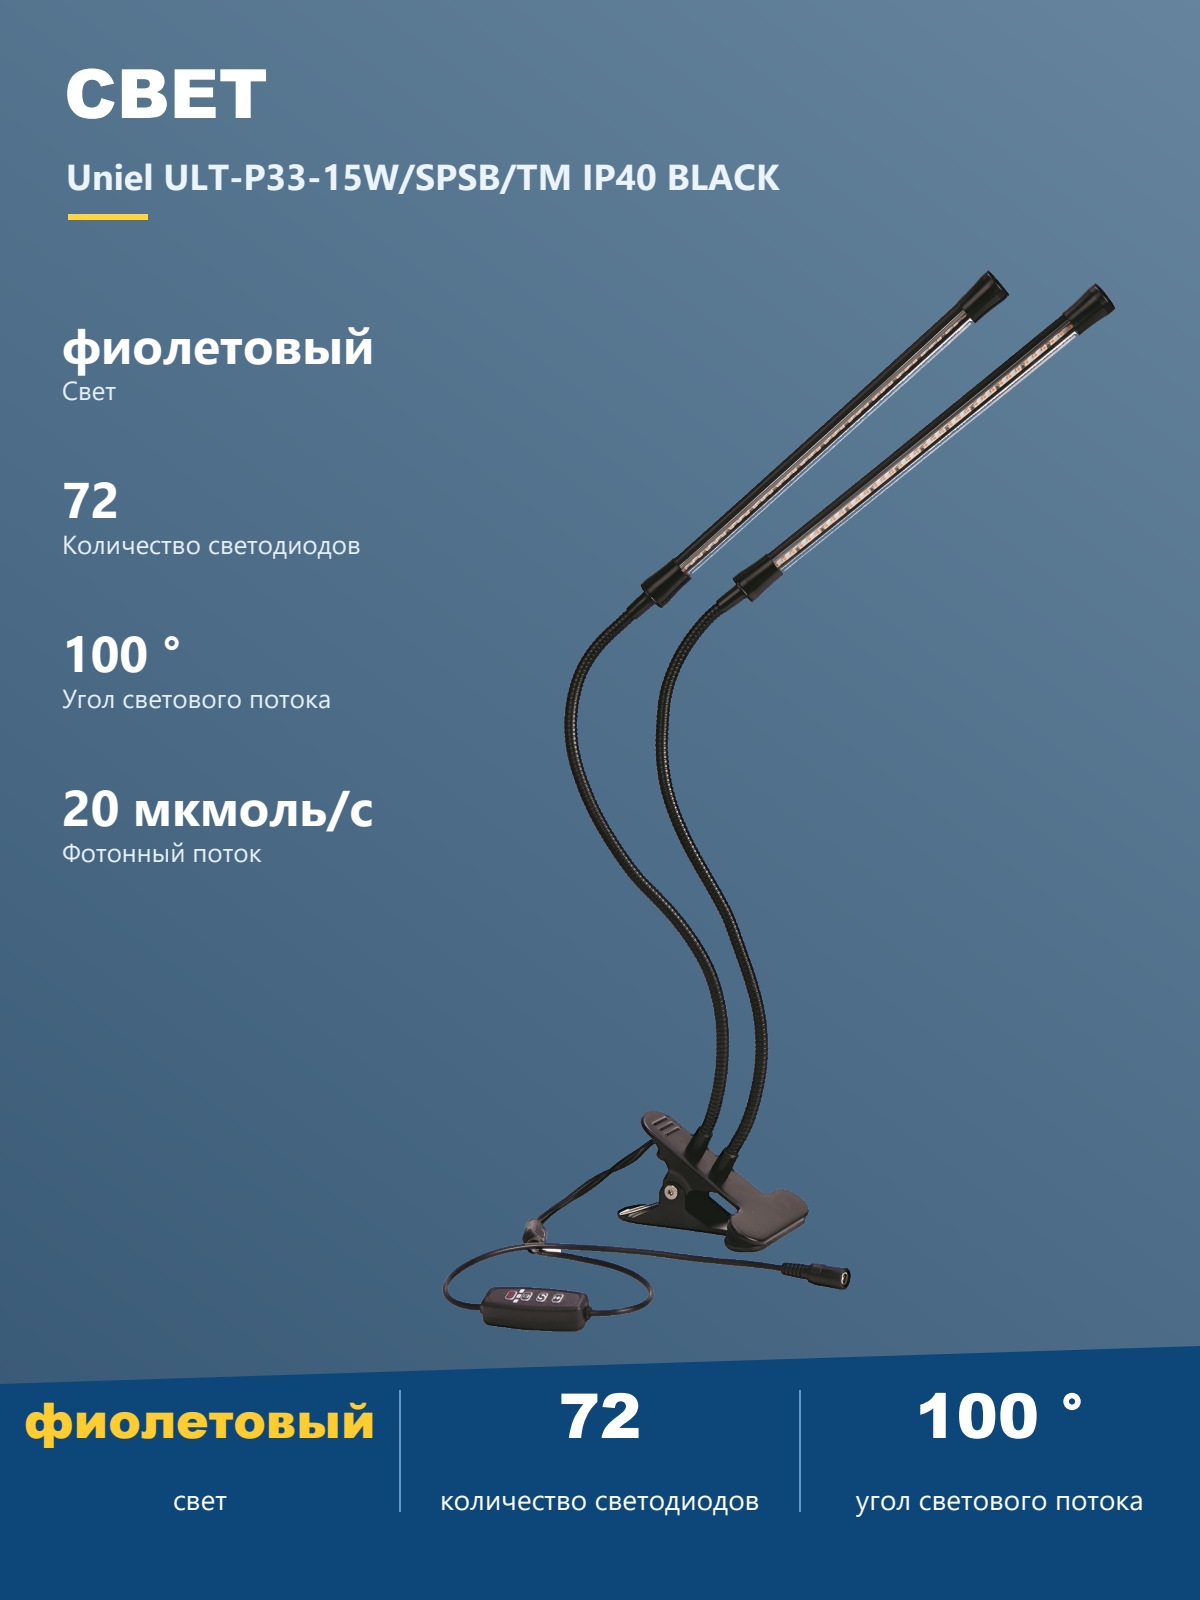 СВЕТ
Uniel ULT-P33-15W/SPSB/TM IP40 BLACK
фиолетовый
Свет
72
Количество светодиодов
100 °
Угол светового потока
20 мкмоль/с
Фотонный поток
фиолетовый
свет
72
количество светодиодов
100 °
угол светового потока